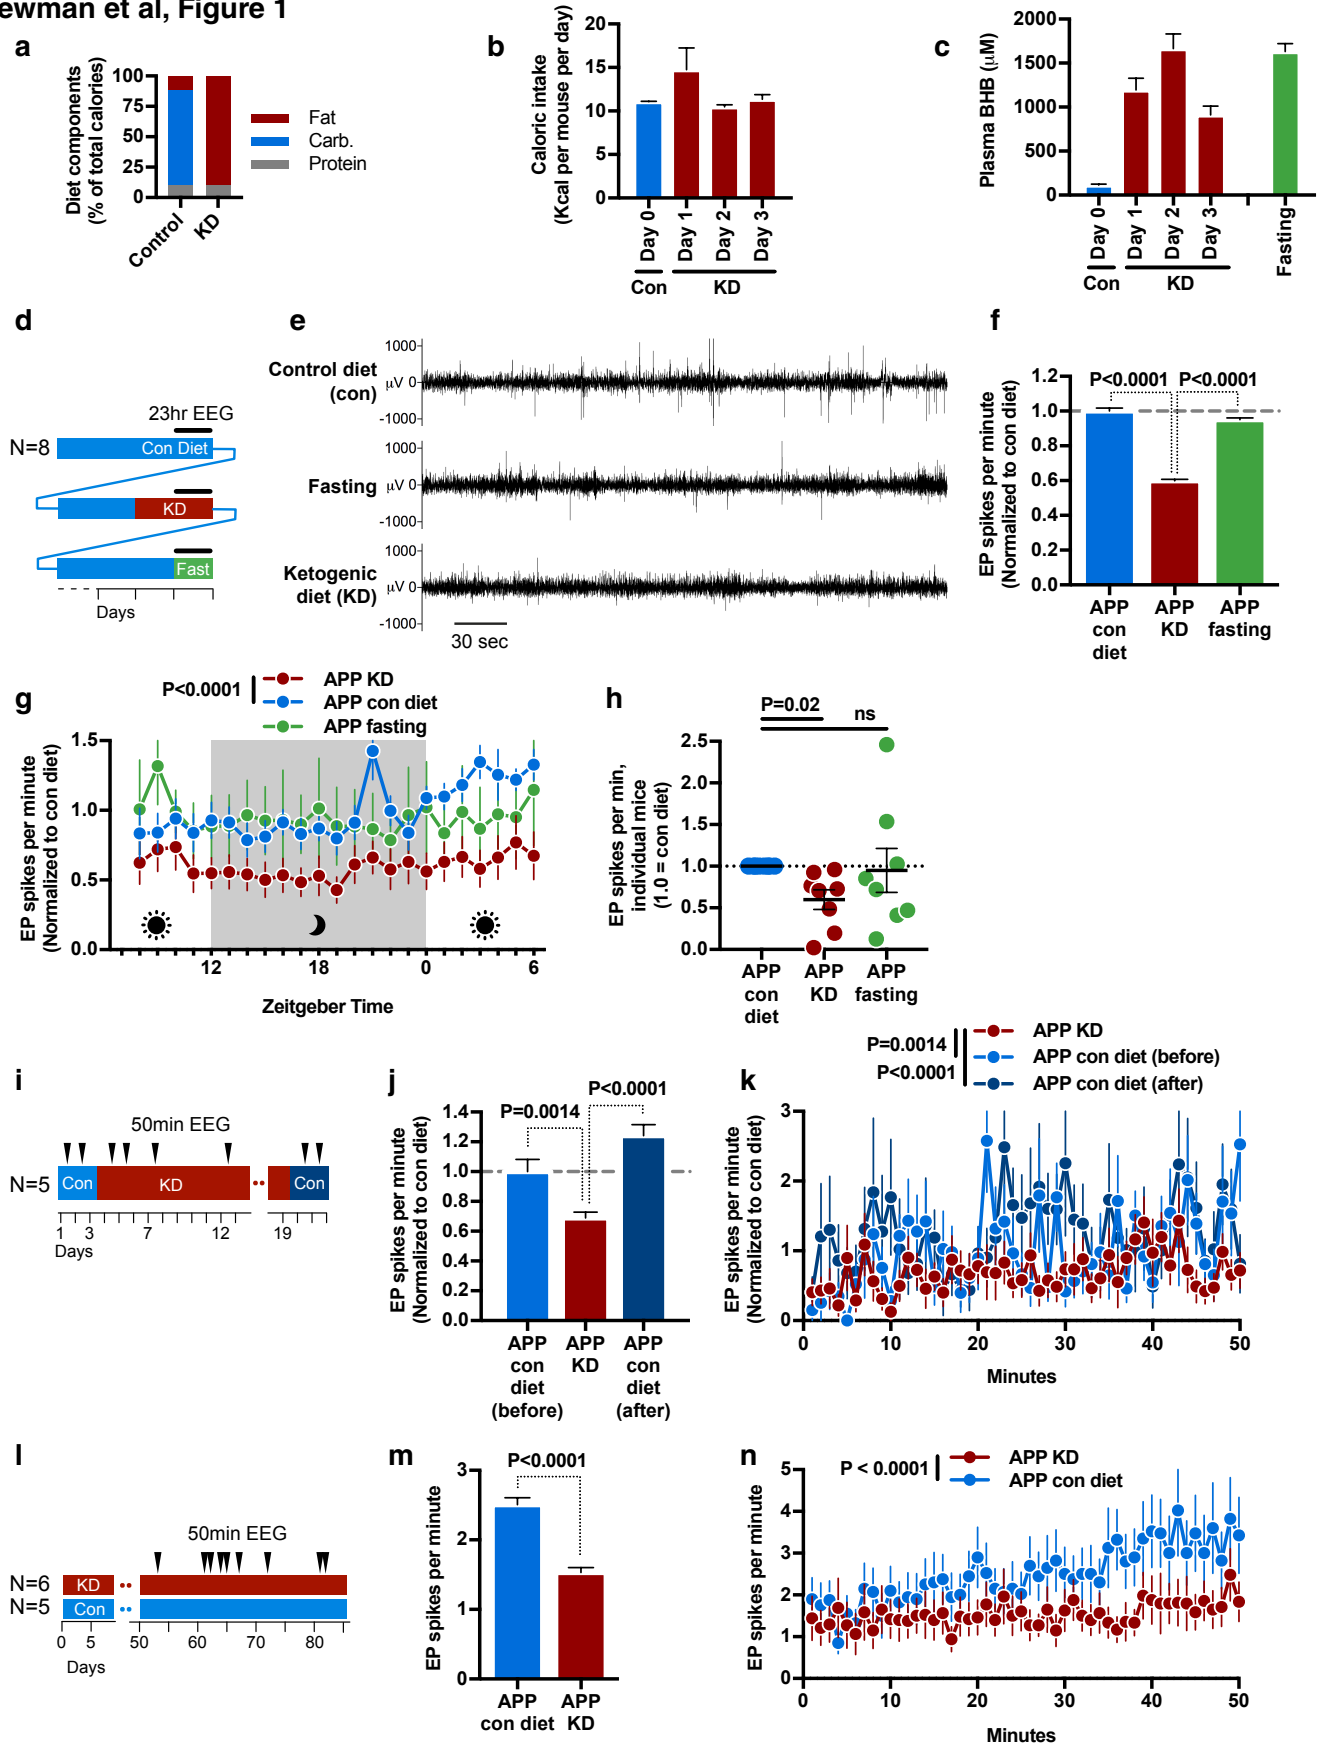 ewman et al, Figure 1
a
Diet components
(% of total calories)
100
75
50
25
0
Control
KD
Fat
Carb.
Protein
b
Caloric intake
(Kcal per mouse per day)
20
15
10
5
0
Day 0
Day 1
Day 2
Day 3
Con
KD
c
Plasma BHB (μM)
2000
1500
1000
500
0
Day 0
Day 1
Day 2
Day 3
Fasting
Con
KD
d
23hr EEG
N=8
Con Diet
KD
Fast
Days
e
Control diet
(con)
1000
μV 0
-1000
Fasting
1000
μV 0
-1000
Ketogenic
diet (KD)
1000
μV 0
-1000
30 sec
f
EP spikes per minute
(Normalized to con diet)
1.2
1.0
0.8
0.6
0.4
0.2
0.0
P<0.0001
P<0.0001
APP
con
diet
APP
KD
APP
fasting
g
P<0.0001
APP KD
APP con diet
APP fasting
EP spikes per minute
(Normalized to con diet)
1.5
1.0
0.5
0.0
12
18
0
6
Zeitgeber Time
h
P=0.02
ns
EP spikes per min,
individual mice
(1.0 = con diet)
2.5
2.0
1.5
1.0
0.5
0.0
APP
con
diet
APP
KD
APP
fasting
i
50min EEG
N=5
Con
KD
Con
1
3
7
12
19
Days
j
EP spikes per minute
(Normalized to con diet)
1.4
1.2
1.0
0.8
0.6
0.4
0.2
0.0
P=0.0014
P<0.0001
APP
con
diet
(before)
APP
KD
APP
con
diet
(after)
k
P=0.0014
P<0.0001
APP KD
APP con diet (before)
APP con diet (after)
EP spikes per minute
(Normalized to con diet)
3
2
1
0
0
10
20
30
40
50
Minutes
l
50min EEG
N=6
KD
N=5
Con
0
5
50
60
70
80
Days
m
EP spikes per minute
3
2
1
0
P<0.0001
APP
con diet
APP
KD
n
P < 0.0001
APP KD
APP con diet
EP spikes per minute
5
4
3
2
1
0
0
10
20
30
40
50
Minutes